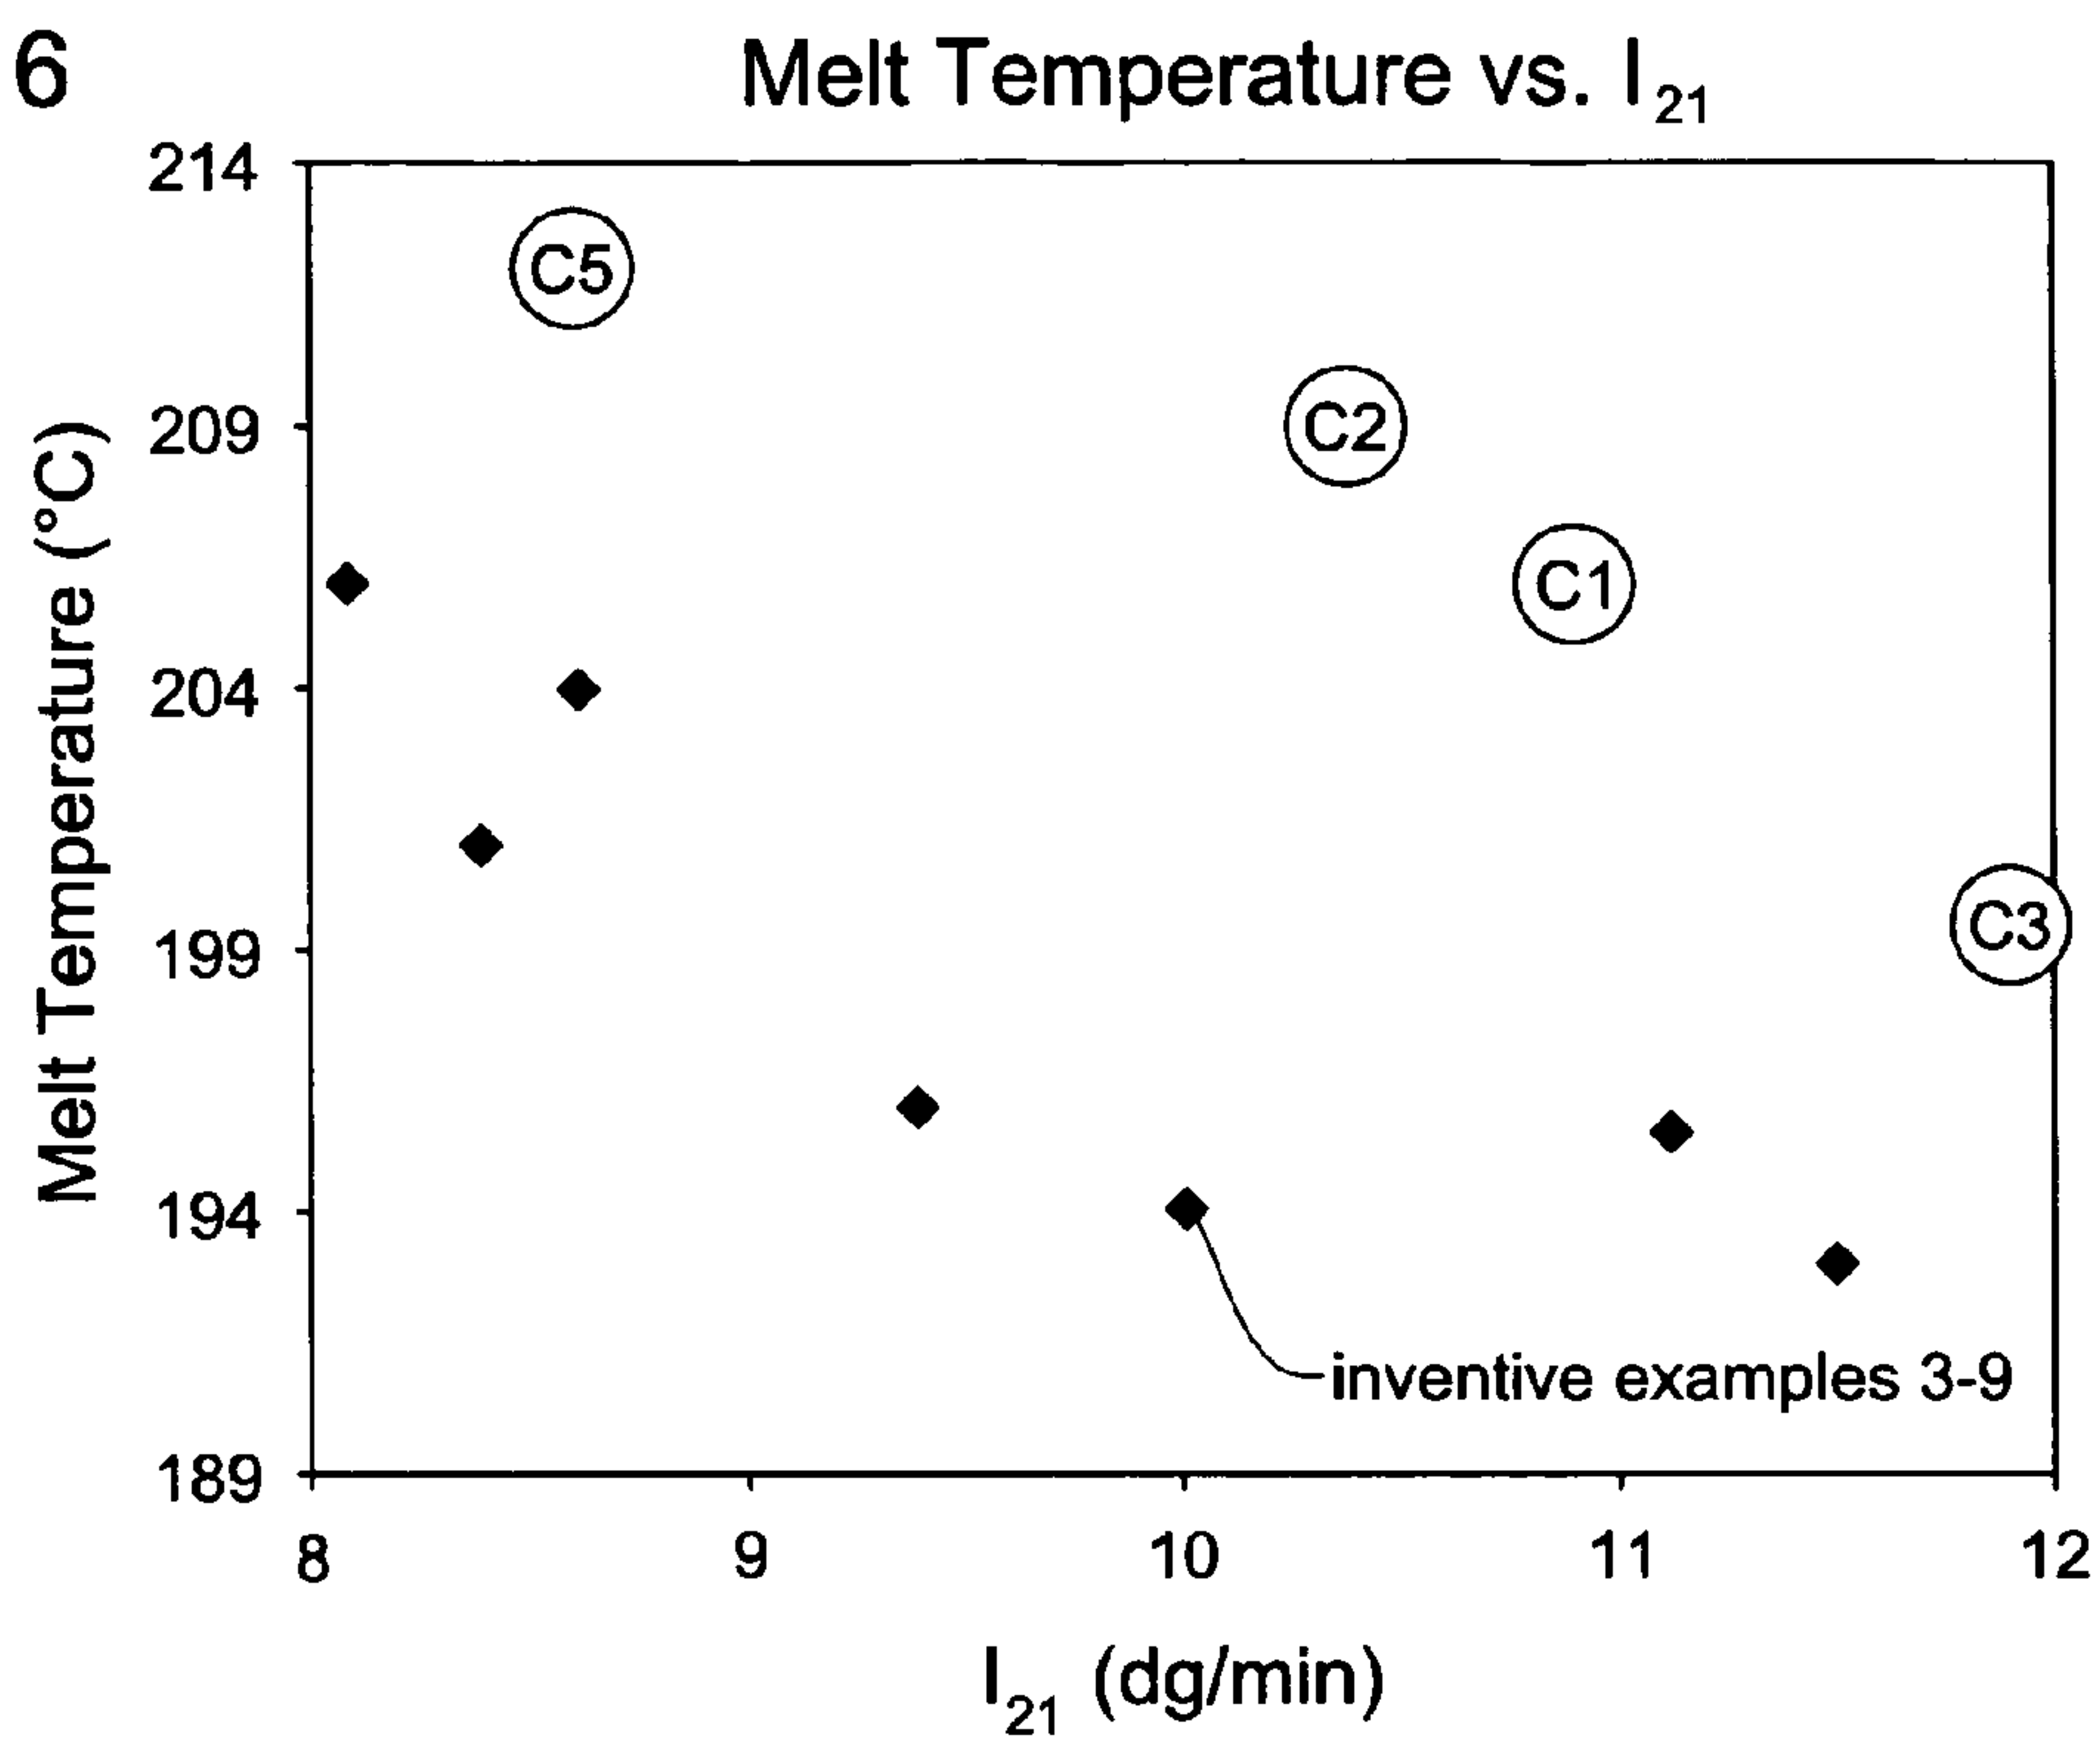 6
Melt Temperature vs. I21
214
209
204
199
194
189
Melt Temperature (°C)
C5
C2
C1
C3
inventive examples 3-9
8 9 10 11 12
I21 (dg/min)